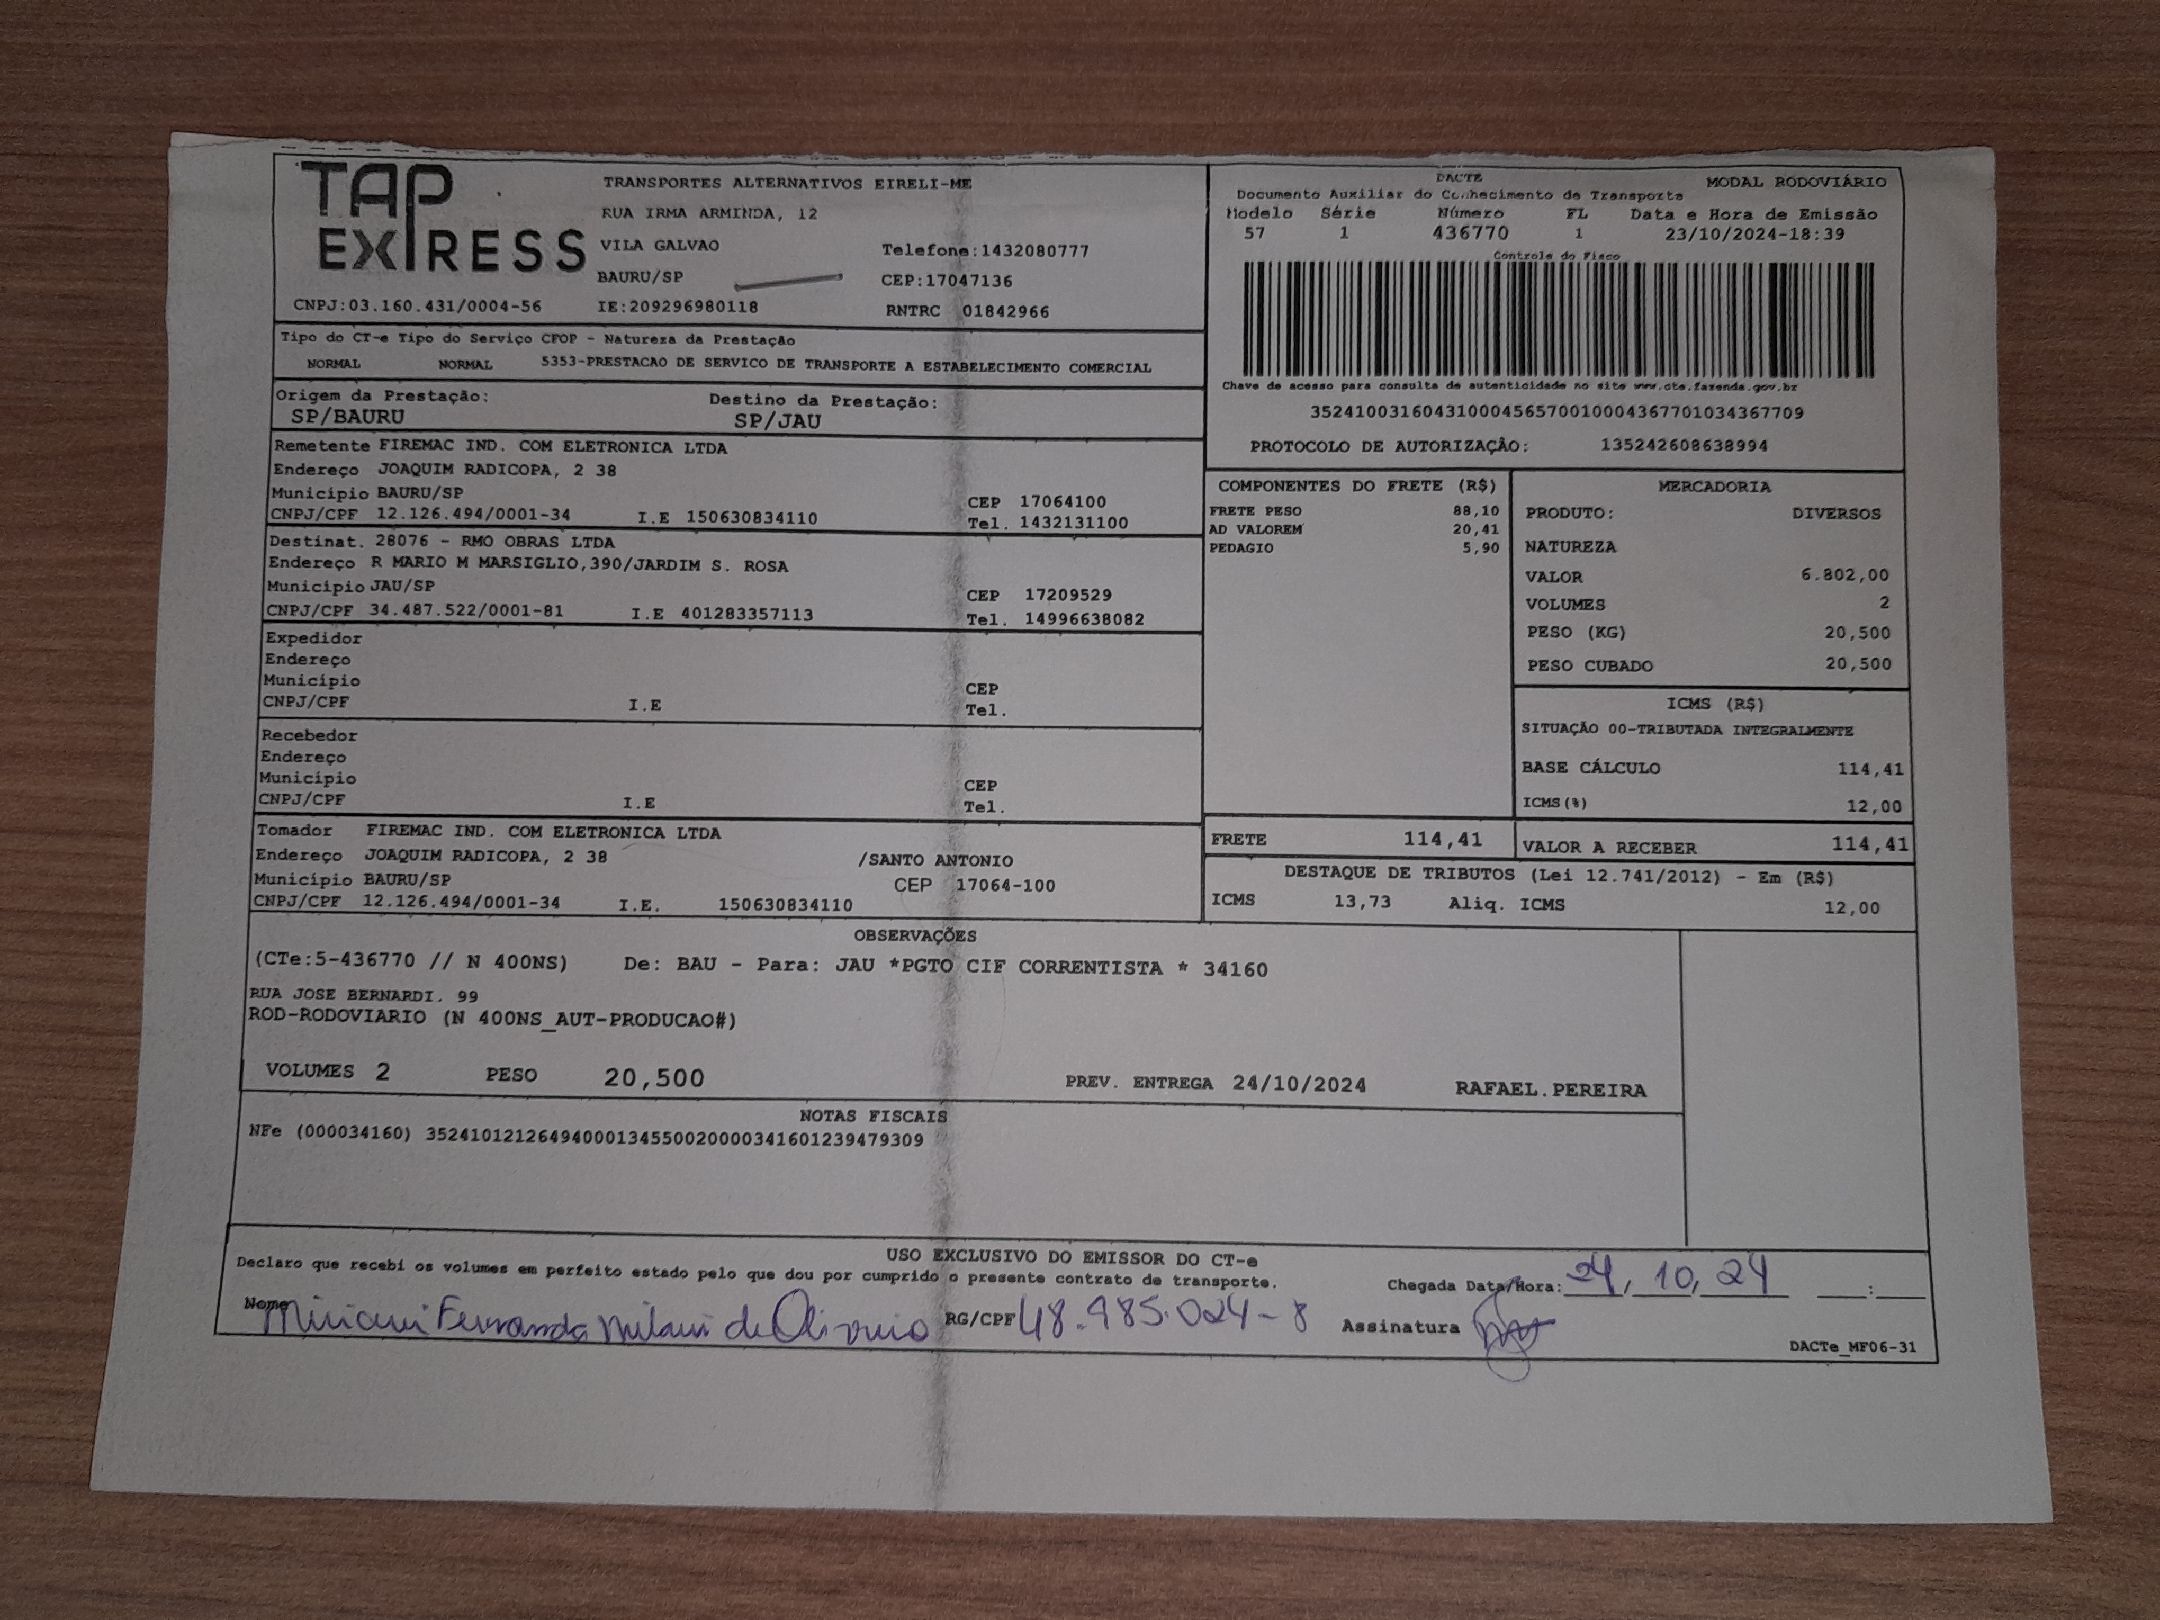 TAP EXPRESS
TRANSPORTES ALTERNATIVOS EIRELI-ME
RUA IRMA ARMINDA, 12
VILA GALVAO Telefone:1432080777
BAURU/SP CEP:17047136
CNPJ:03.160.431/0004-56 IE:209296980118 RNTRC 01842966
DACTE MODAL RODOVIÁRIO
Documento Auxiliar do Conhecimento de Transporte
Modelo Série Número FL Data e Hora de Emissão
57 1 436770 1 23/10/2024-18:39
Controle do Fisco
Chave de acesso para consulta de autenticidade no site www.cte.fazenda.gov.br
35241003160431000456570010004367701034367709
PROTOCOLO DE AUTORIZAÇÃO: 135242608638994
Tipo do CT-e Tipo do Serviço CFOP - Natureza da Prestação
NORMAL NORMAL 5353-PRESTACAO DE SERVICO DE TRANSPORTE A ESTABELECIMENTO COMERCIAL
Origem da Prestação: Destino da Prestação:
SP/BAURU SP/JAU
Remetente FIREMAC IND. COM ELETRONICA LTDA
Endereço JOAQUIM RADICOPA, 2 38
Município BAURU/SP CEP 17064100
CNPJ/CPF 12.126.494/0001-34 I.E 150630834110 Tel. 1432131100
Destinat. 28076 - RMO OBRAS LTDA
Endereço R MARIO M MARSIGLIO,390/JARDIM S. ROSA
Município JAU/SP CEP 17209529
CNPJ/CPF 34.487.522/0001-81 I.E 401283357113 Tel. 14996638082
Expedidor
Endereço
Município CEP
CNPJ/CPF I.E Tel.
Recebedor
Endereço
Município CEP
CNPJ/CPF I.E Tel.
Tomador FIREMAC IND. COM ELETRONICA LTDA
Endereço JOAQUIM RADICOPA, 2 38 /SANTO ANTONIO
Município BAURU/SP CEP 17064-100
CNPJ/CPF 12.126.494/0001-34 I.E. 150630834110
COMPONENTES DO FRETE (R$)
FRETE PESO 88,10
AD VALOREM 20,41
PEDAGIO 5,90
MERCADORIA
PRODUTO: DIVERSOS
NATUREZA
VALOR 6.802,00
VOLUMES 2
PESO (KG) 20,500
PESO CUBADO 20,500
ICMS (R$)
SITUAÇÃO 00-TRIBUTADA INTEGRALMENTE
BASE CÁLCULO 114,41
ICMS(%) 12,00
FRETE 114,41 VALOR A RECEBER 114,41
DESTAQUE DE TRIBUTOS (Lei 12.741/2012) - Em (R$)
ICMS 13,73 Aliq. ICMS 12,00
OBSERVAÇÕES
(CTe:5-436770 // N 400NS) De: BAU - Para: JAU *PGTO CIF CORRENTISTA * 34160
RUA JOSE BERNARDI. 99
ROD-RODOVIARIO (N 400NS_AUT-PRODUCAO#)
VOLUMES 2 PESO 20,500 PREV. ENTREGA 24/10/2024 RAFAEL.PEREIRA
NOTAS FISCAIS
NFe (000034160) 35241012126494000134550020000341601239479309
USO EXCLUSIVO DO EMISSOR DO CT-e
Declaro que recebi os volumes em perfeito estado pelo que dou por cumprido o presente contrato de transporte. Chegada Data/Hora: 24, 10, 24 :
Nome Miriani Fernanda Milani de Oliveira RG/CPF 48.985.024-8 Assinatura
DACTe_MF06-31